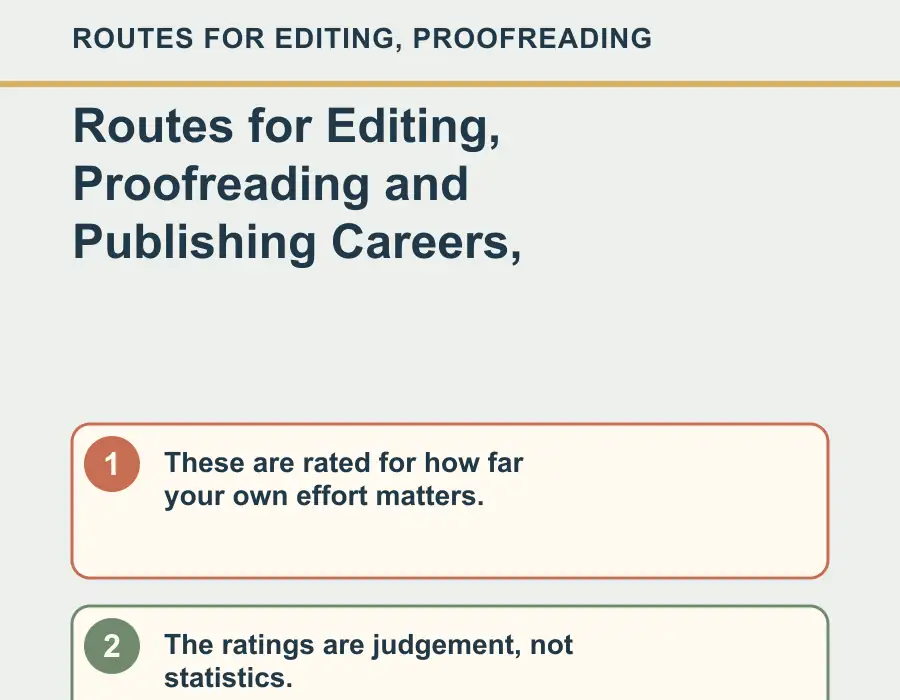 ROUTES FOR EDITING, PROOFREADING
Routes for Editing,
Proofreading and
Publishing Careers,
1
These are rated for how far
your own effort matters.
2
The ratings are judgement, not
statistics.